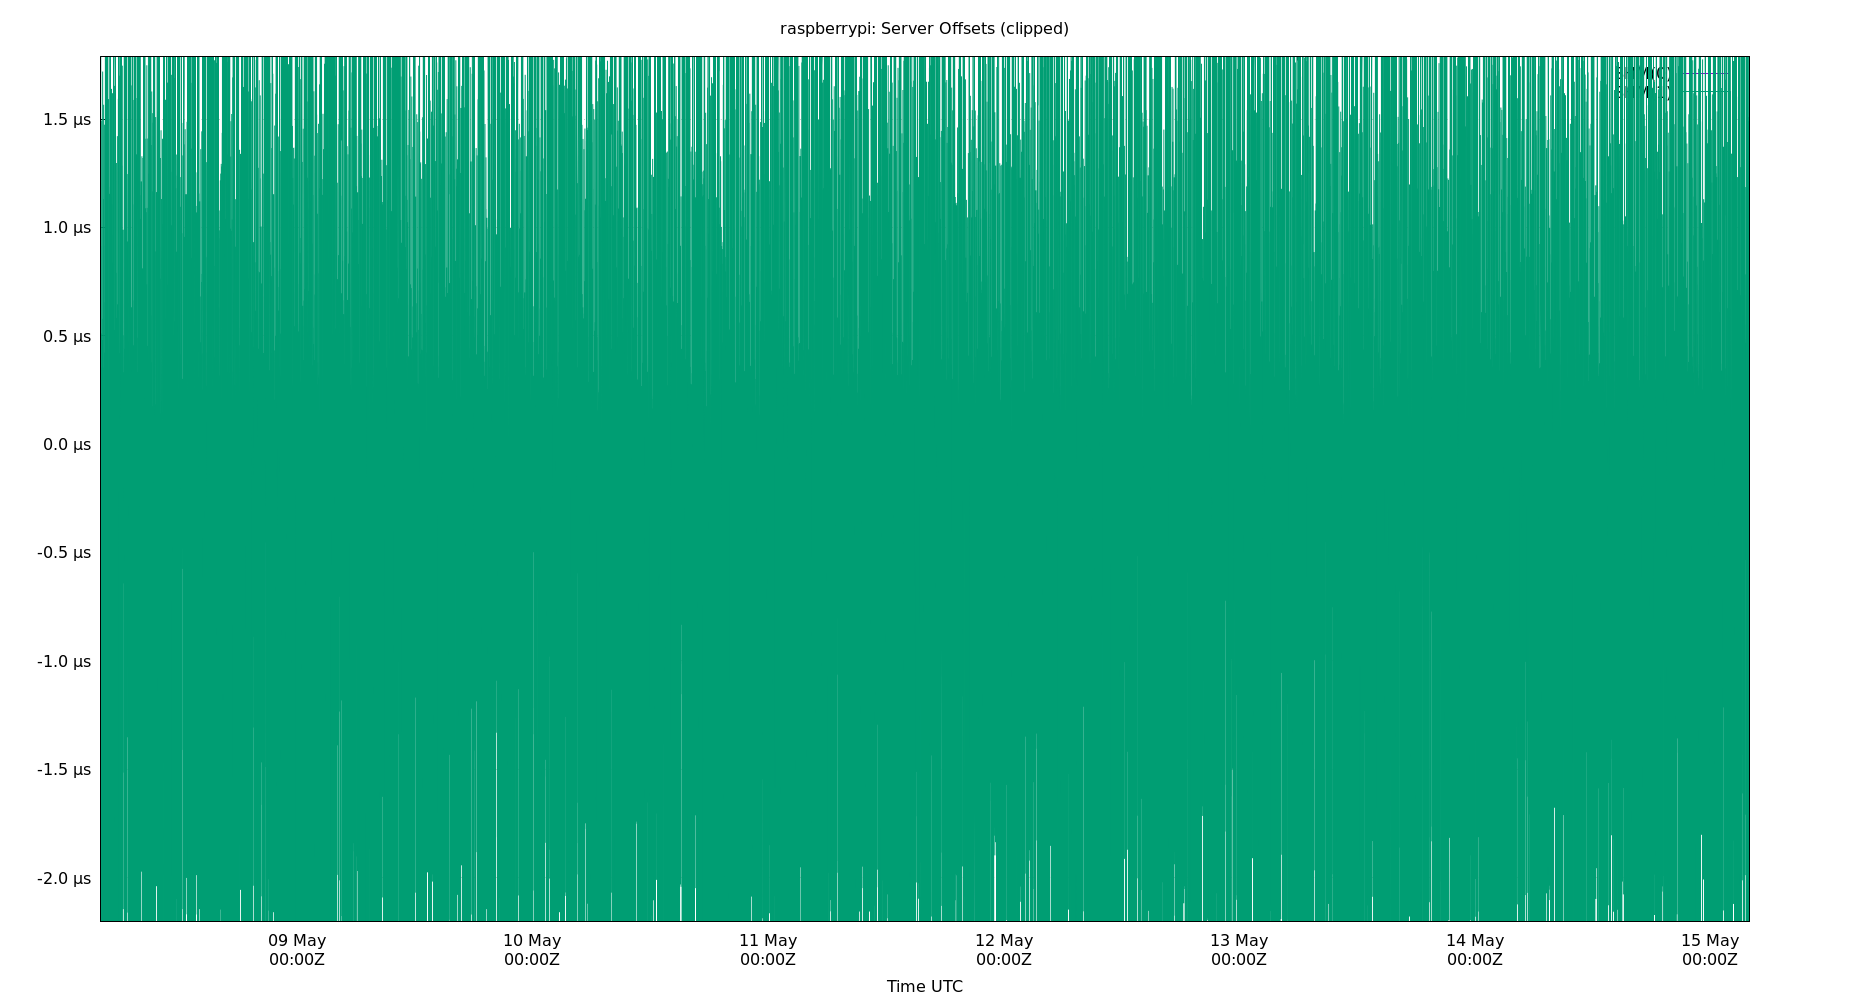 raspberrypi: Server Offsets (clipped)
SHM(0)
1.5 µs
1.0 µs
0.5 µs
0.0 µs
-0.5 µs
-1.0 µs
-1.5 µs
-2.0 µs
09 May 10 May 11 May 12 May 13 May 14 May 15 May
00:00Z 00:00Z 00:00Z 00:00Z 00:00Z 00:00Z 00:00Z
Time UTC